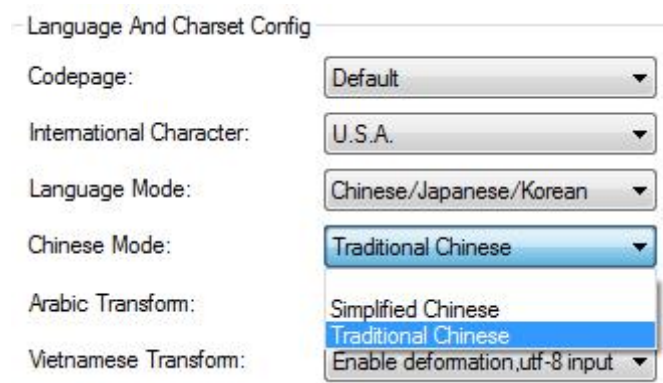 Language And Charset Config
Codepage: Default
International Character: U.S.A.
Language Mode: Chinese/Japanese/Korean
Chinese Mode: Traditional Chinese
Arabic Transform: Simplified Chinese
Traditional Chinese
Vietnamese Transform: Enable deformation,utf-8 input